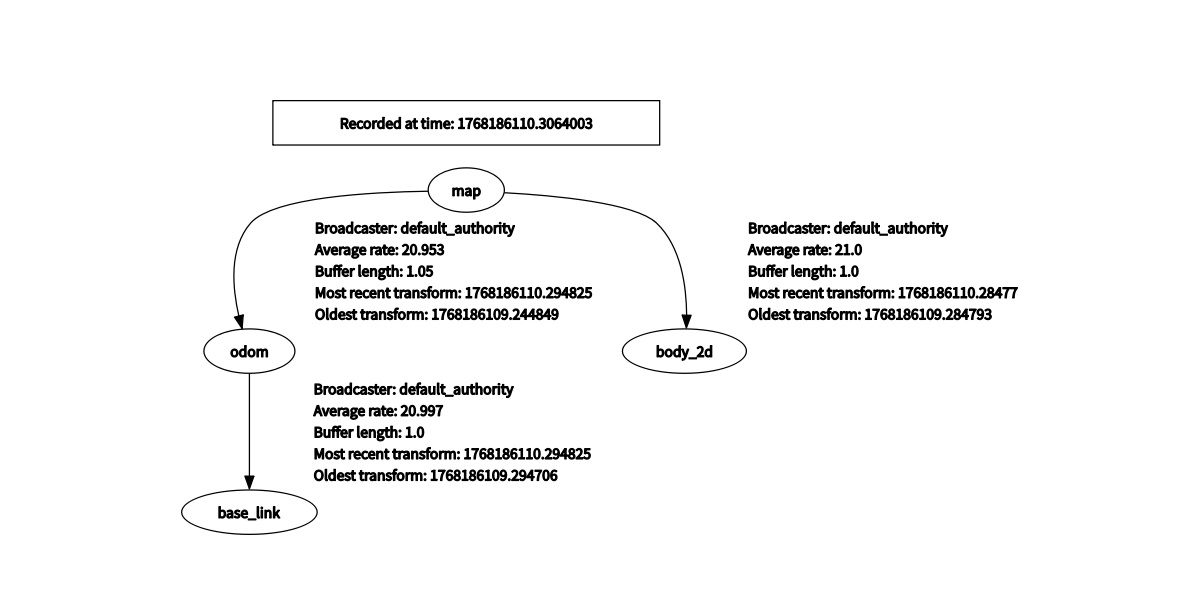 Recorded at time: 1768186110.3064003
map
Broadcaster: default_authority
Average rate: 20.953
Buffer length: 1.05
Most recent transform: 1768186110.294825
Oldest transform: 1768186109.244849
Broadcaster: default_authority
Average rate: 21.0
Buffer length: 1.0
Most recent transform: 1768186110.28477
Oldest transform: 1768186109.284793
odom
body_2d
Broadcaster: default_authority
Average rate: 20.997
Buffer length: 1.0
Most recent transform: 1768186110.294825
Oldest transform: 1768186109.294706
base_link